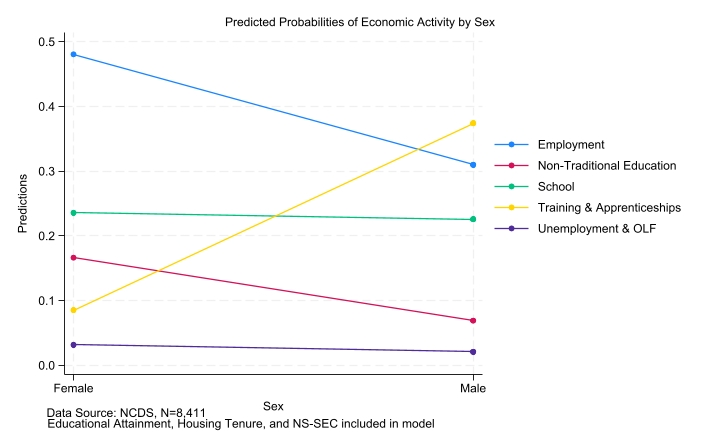 Predicted Probabilities of Economic Activity by Sex
0.5
0.4
0.3
0.2
0.1
0.0
Predictions
Female
Male
Sex
Employment
Non-Traditional Education
School
Training & Apprenticeships
Unemployment & OLF
Data Source: NCDS, N=8,411
Educational Attainment, Housing Tenure, and NS-SEC included in model